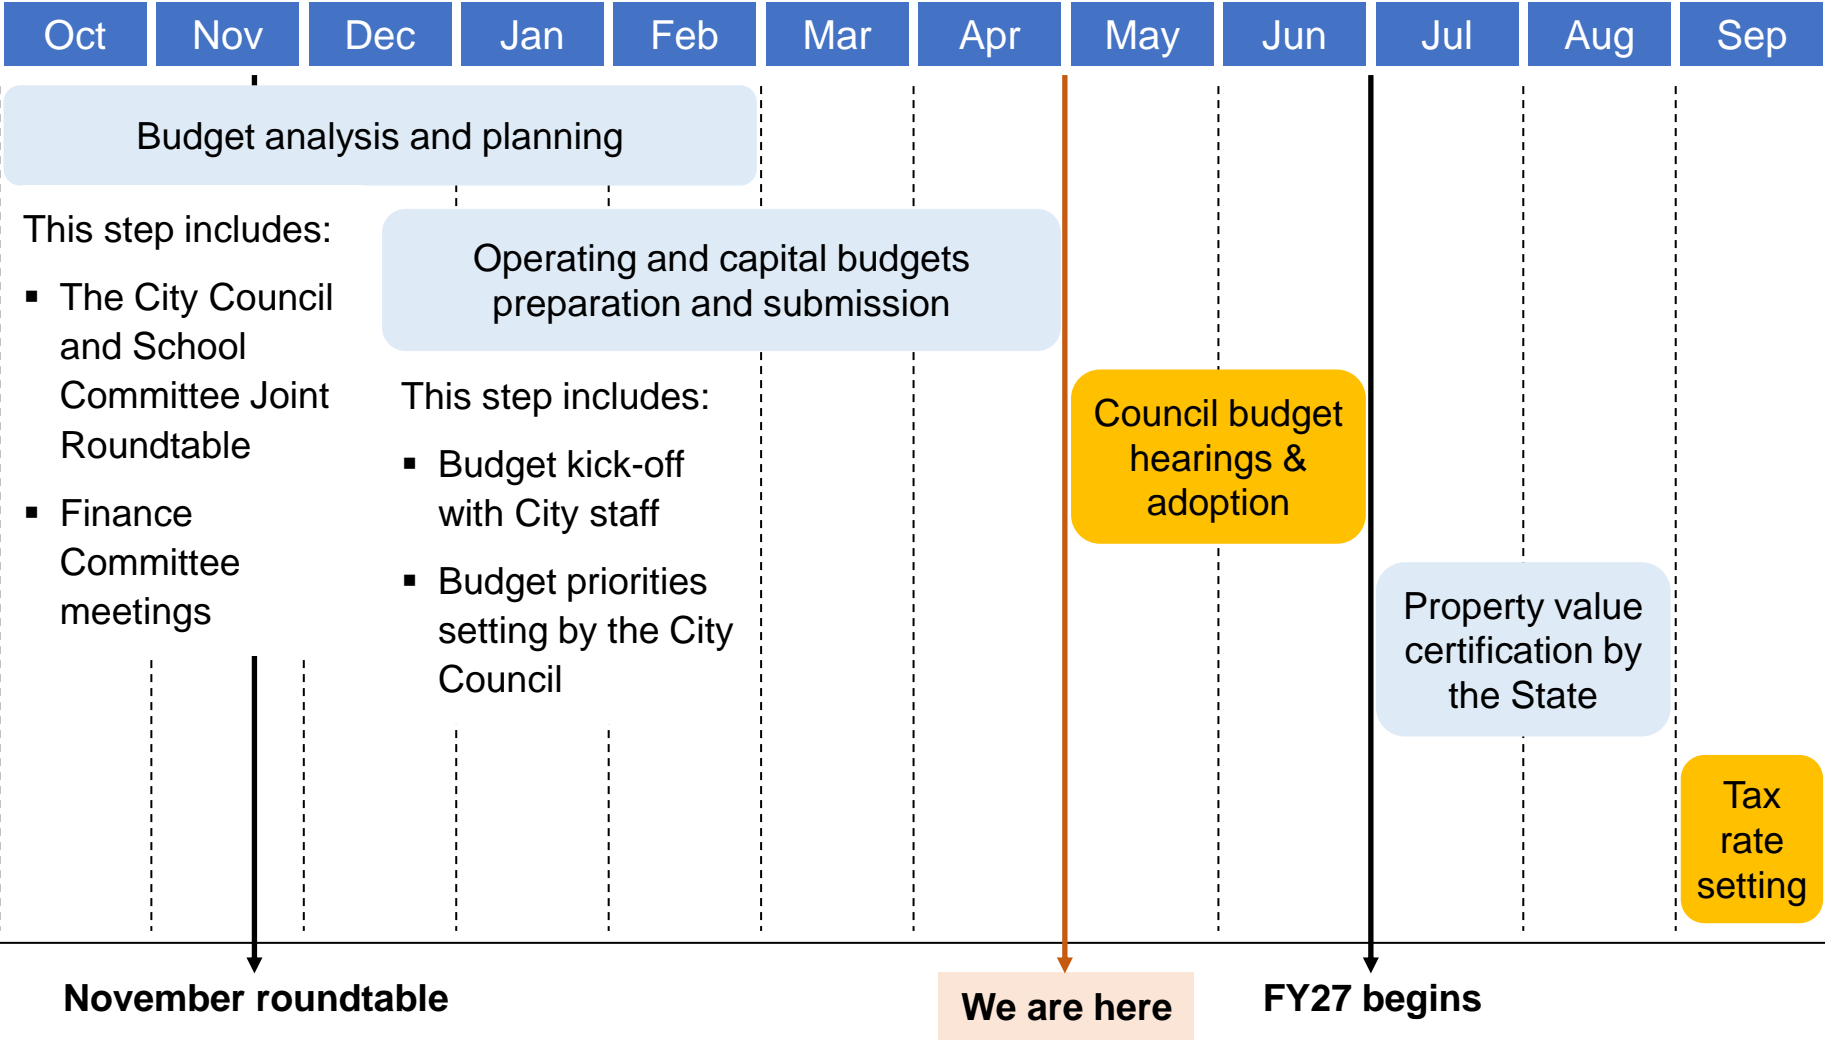 Oct Nov Dec Jan Feb Mar Apr May Jun Jul Aug Sep
Budget analysis and planning
This step includes:
▪ The City Council
and School
Committee Joint
Roundtable
▪ Finance
Committee
meetings
Operating and capital budgets
preparation and submission
This step includes:
▪ Budget kick-off
with City staff
▪ Budget priorities
setting by the City
Council
Council budget
hearings &
adoption
Property value
certification by
the State
Tax
rate
setting
November roundtable
We are here
FY27 begins